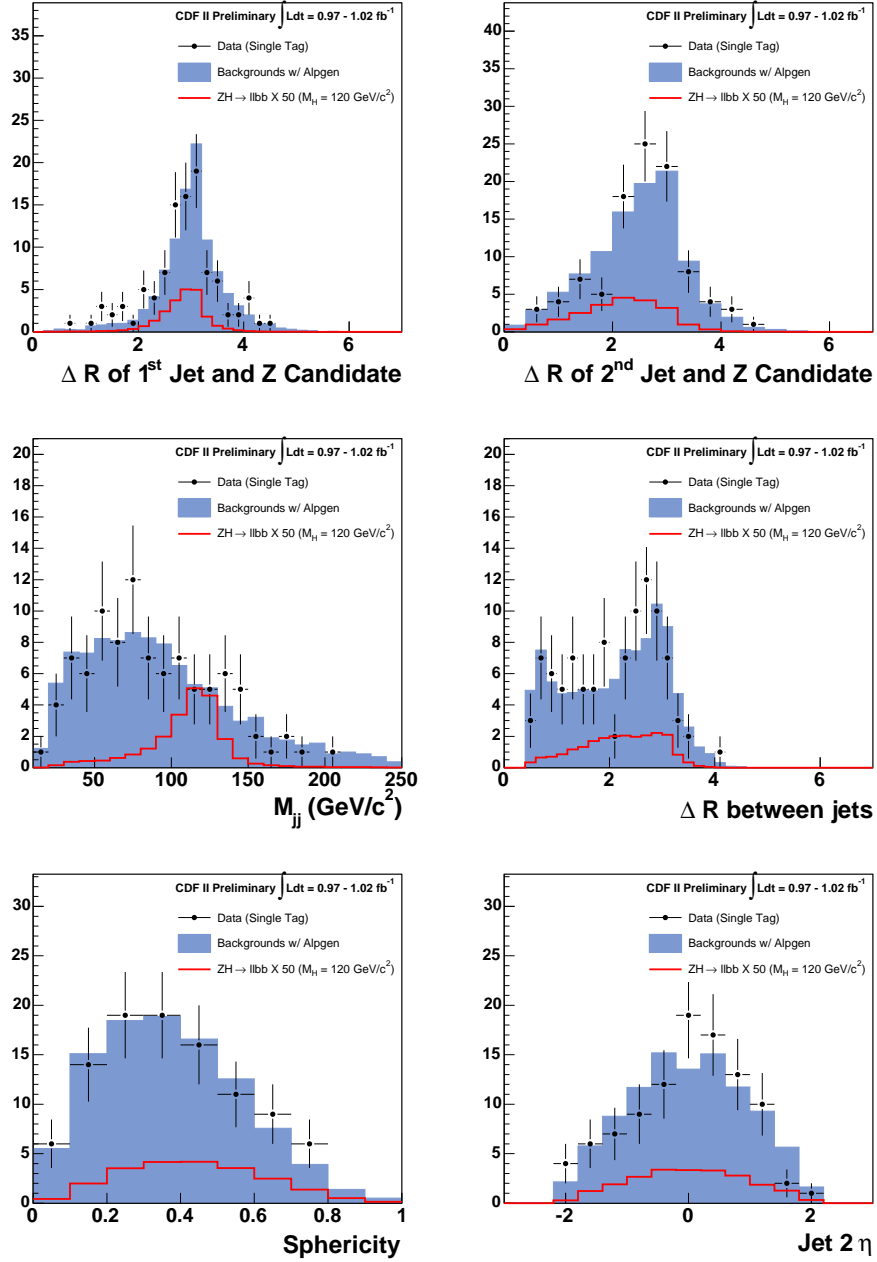 CDF II Preliminary ∫ Ldt = 0.97 - 1.02 fb⁻¹
Data (Single Tag)
Backgrounds w/ Alpgen
ZH → llbb X 50 (M_H = 120 GeV/c²)
35
30
25
20
15
10
5
0
0 2 4 6
Δ R of 1ˢᵗ Jet and Z Candidate
CDF II Preliminary ∫ Ldt = 0.97 - 1.02 fb⁻¹
Data (Single Tag)
Backgrounds w/ Alpgen
ZH → llbb X 50 (M_H = 120 GeV/c²)
40
35
30
25
20
15
10
5
0
0 2 4 6
Δ R of 2ⁿᵈ Jet and Z Candidate
CDF II Preliminary ∫ Ldt = 0.97 - 1.02 fb⁻¹
Data (Single Tag)
Backgrounds w/ Alpgen
ZH → llbb X 50 (M_H = 120 GeV/c²)
20
18
16
14
12
10
8
6
4
2
0
50 100 150 200 250
M_jj (GeV/c²)
CDF II Preliminary ∫ Ldt = 0.97 - 1.02 fb⁻¹
Data (Single Tag)
Backgrounds w/ Alpgen
ZH → llbb X 50 (M_H = 120 GeV/c²)
20
18
16
14
12
10
8
6
4
2
0
0 2 4 6
Δ R between jets
CDF II Preliminary ∫ Ldt = 0.97 - 1.02 fb⁻¹
Data (Single Tag)
Backgrounds w/ Alpgen
ZH → llbb X 50 (M_H = 120 GeV/c²)
30
25
20
15
10
5
0
0 0.2 0.4 0.6 0.8 1
Sphericity
CDF II Preliminary ∫ Ldt = 0.97 - 1.02 fb⁻¹
Data (Single Tag)
Backgrounds w/ Alpgen
ZH → llbb X 50 (M_H = 120 GeV/c²)
30
25
20
15
10
5
0
-2 0 2
Jet 2 η